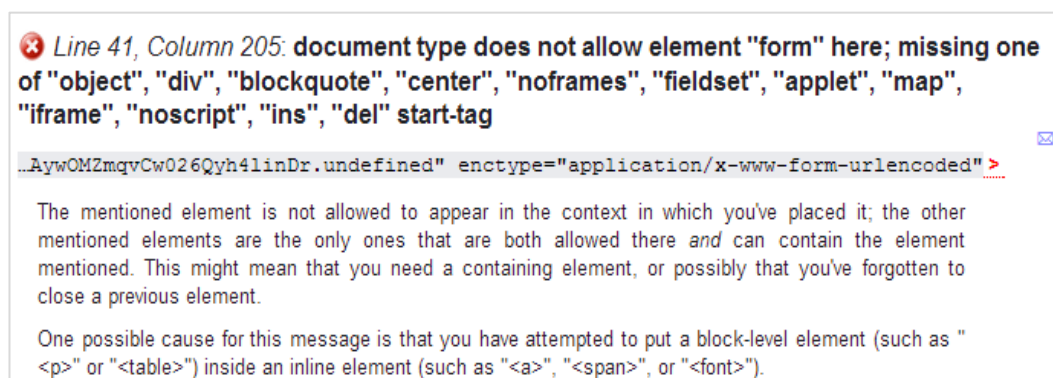 Line 41, Column 205: document type does not allow element "form" here; missing one
of "object", "div", "blockquote", "center", "noframes", "fieldset", "applet", "map",
"iframe", "noscript", "ins", "del" start-tag
…AywOMZmqvCw026Qyh4linDr.undefined" enctype="application/x-www-form-urlencoded">
The mentioned element is not allowed to appear in the context in which you've placed it; the other
mentioned elements are the only ones that are both allowed there and can contain the element
mentioned. This might mean that you need a containing element, or possibly that you've forgotten to
close a previous element.
One possible cause for this message is that you have attempted to put a block-level element (such as "
<p>" or "<table>") inside an inline element (such as "<a>", "<span>", or "<font>").